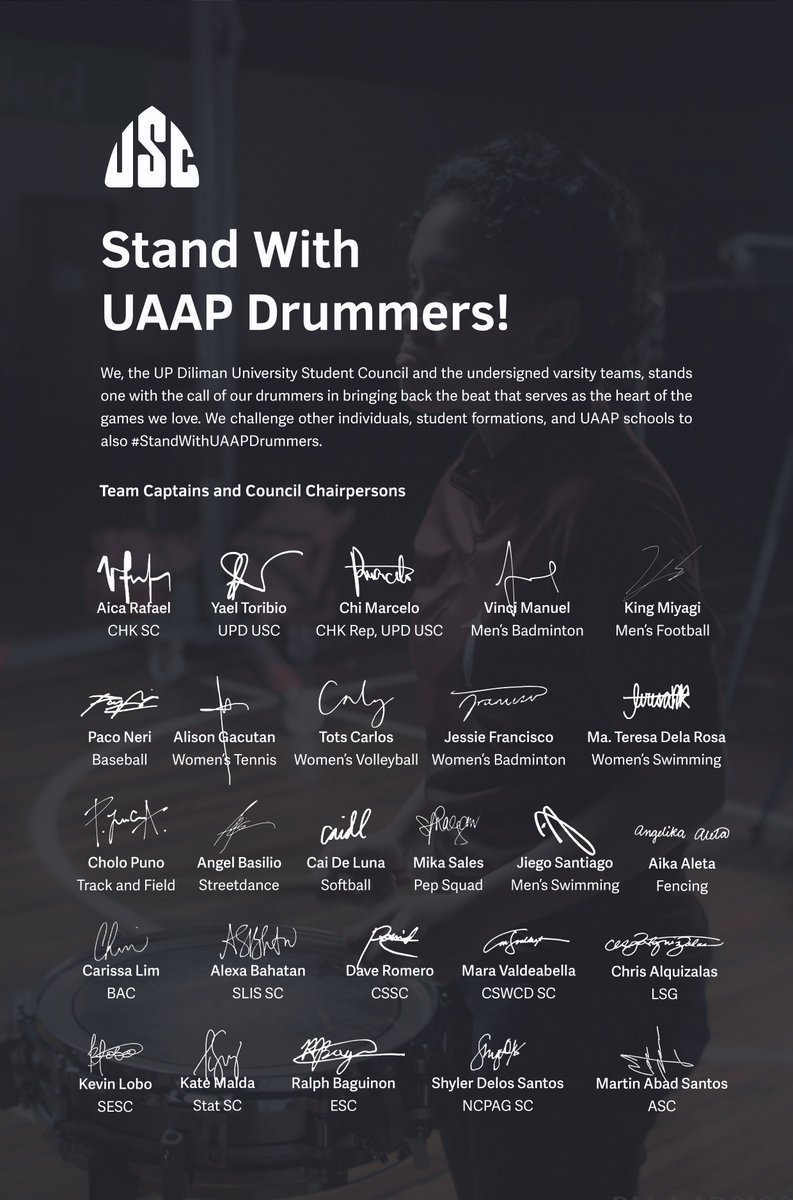 USC
Stand With
UAAP Drummers!
We, the UP Diliman University Student Council and the undersigned varsity teams, stands
one with the call of our drummers in bringing back the beat that serves as the heart of the
games we love. We challenge other individuals, student formations, and UAAP schools to
also #StandWithUAAPDrummers.
Team Captains and Council Chairpersons
Aica Rafael Yael Toribio Chi Marcelo Vinci Manuel King Miyagi
CHK SC UPD USC CHK Rep, UPD USC Men's Badminton Men's Football
Paco Neri Alison Gacutan Tots Carlos Jessie Francisco Ma. Teresa Dela Rosa
Baseball Women's Tennis Women's Volleyball Women's Badminton Women's Swimming
angelika aleta
Cholo Puno Angel Basilio Cai De Luna Mika Sales Jiego Santiago Aika Aleta
Track and Field Streetdance Softball Pep Squad Men's Swimming Fencing
Carissa Lim Alexa Bahatan Dave Romero Mara Valdeabella Chris Alquizalas
BAC SLIS SC CSSC CSWCD SC LSG
Kevin Lobo Kate Malda Ralph Baguinon Shyler Delos Santos Martin Abad Santos
SESC Stat SC ESC NCPAG SC ASC